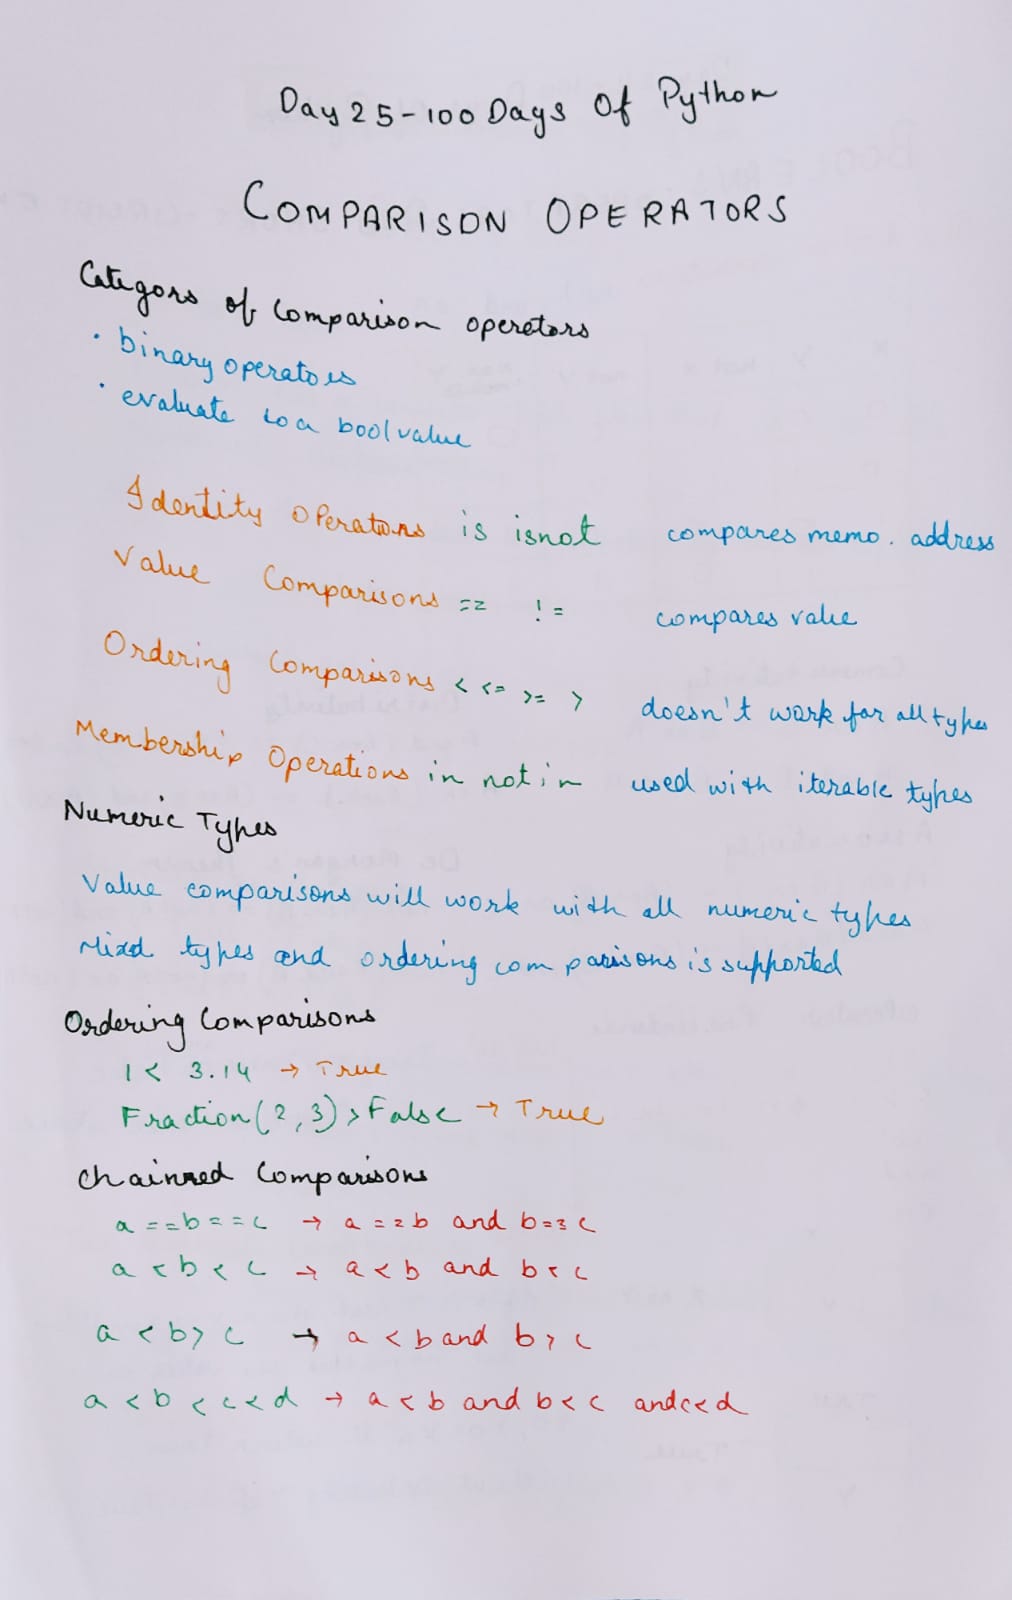 Day 25-100 Days Of Python
COMPARISON OPERATORS
Categors of Comparison operators
· binary operators
· evaluate to a bool value
Identity Operators is isnot compares memo. address
Value Comparisons == != compares value
Ordering Comparisons < <= >= > doesn't work for all types
Membership Operations in not in used with iterable types
Numeric Types
Value comparisons will work with all numeric types
Mixed types and ordering comparisons is supported
Ordering Comparisons
1 < 3.14 → True
Fraction(2,3) > False → True
Chainned Comparisons
a == b == c → a == b and b == c
a < b < c → a < b and b < c
a < b > c → a < b and b > c
a < b < c < d → a < b and b < c and c < d